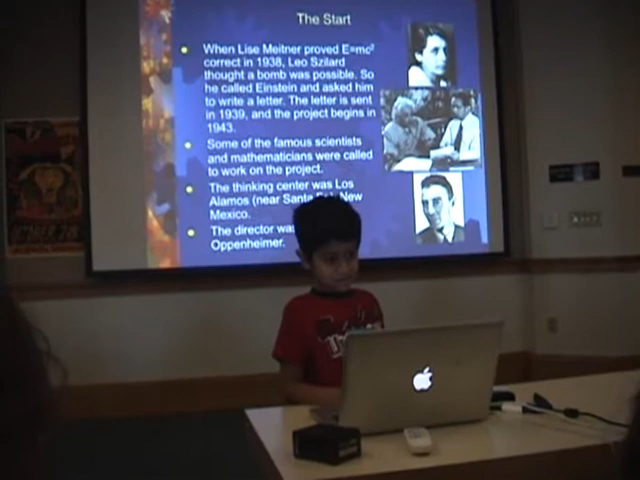 The Start
When Lise Meitner proved E=mc²
correct in 1938, Leo Szilard
thought a bomb was possible. So
he called Einstein and asked him
to write a letter. The letter is sent
in 1939, and the project begins in
1943.
Some of the famous scientists
and mathematicians were called
to work on the project.
The thinking center was Los
Alamos (near Santa New
Mexico.
The director was
Oppenheimer.